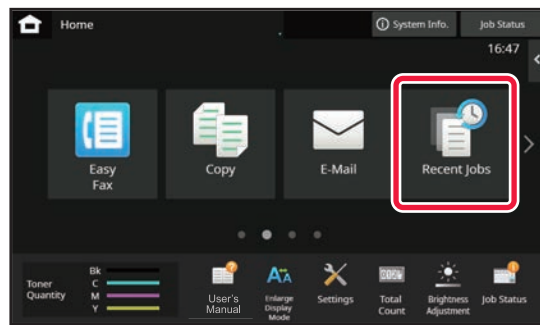 Home
System Info.
Job Status
16:47
Easy
Fax
Copy
E-Mail
Recent Jobs
Toner
Quantity
Bk
C
M
Y
User's
Manual
Enlarge
Display
Mode
Settings
Total
Count
Brightness
Adjustment
Job Status